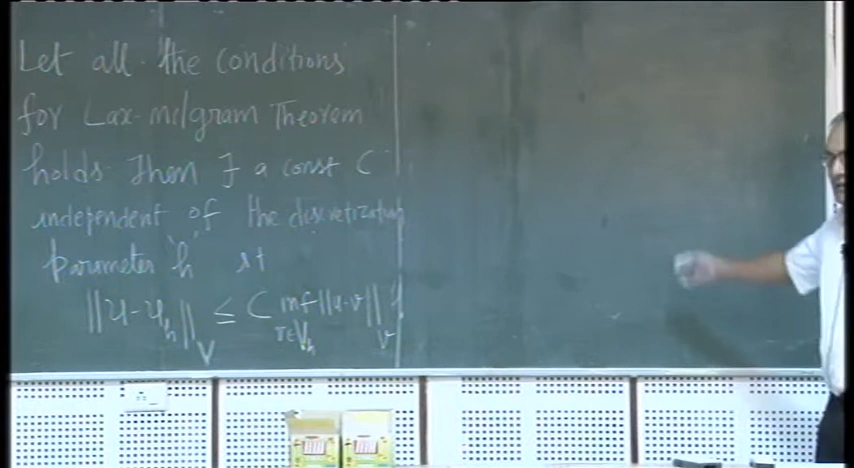 Let all the conditions
for Lax-milgram Theorem
holds. Then ∃ a const C
independent of the discretization
parameter 'h' st
||u-u_h||_V ≤ C inf_{v∈V_h} ||u-v||_V